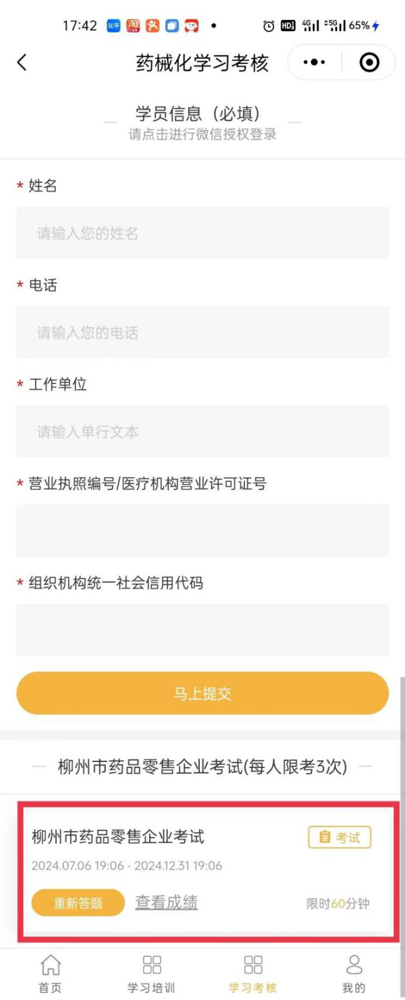 17:42 知乎 淘 HD 4G 5G 65%
药械化学习考核
学员信息（必填）
请点击进行微信授权登录
* 姓名
请输入您的姓名
* 电话
请输入您的电话
* 工作单位
请输入单行文本
* 营业执照编号/医疗机构营业许可证号
* 组织机构统一社会信用代码
马上提交
柳州市药品零售企业考试(每人限考3次)
柳州市药品零售企业考试 考试
2024.07.06 19:06 - 2024.12.31 19:06
重新答题 查看成绩 限时60分钟
首页 学习培训 学习考核 我的